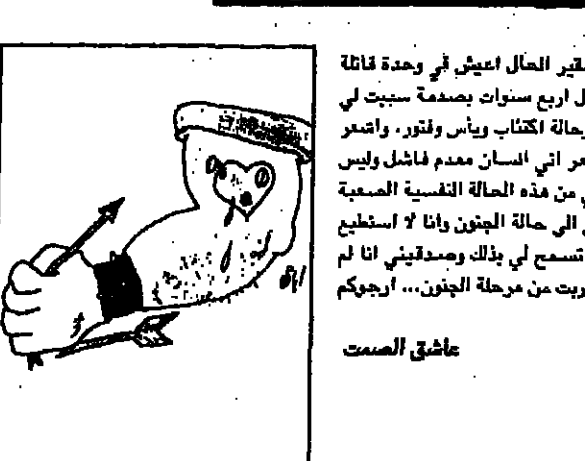 فقير الحال اعيش في وحدة قاتلة
اربع سنوات بصدمة سببت لي
حالة اكتئاب ويأس وفتور، واشعر
اني انسان معدم فاشل وليس
من هذه الحالة النفسية الصعبة
الى حالة الجنون وانا لا استطيع
تسمح لي بذلك وصدقيني انا لم
من مرحلة الجنون... ارجوكم
عاشق الصمت